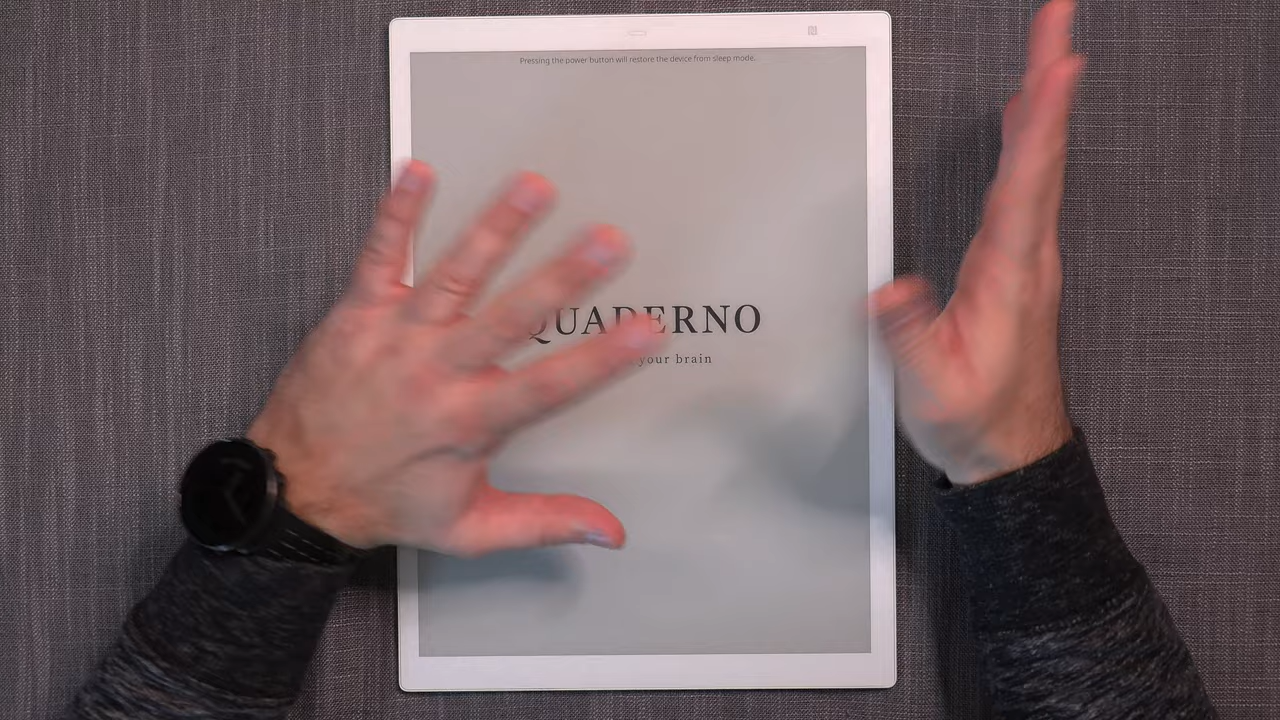 Pressing the power button will restore the device from sleep mode.
QUADERNO
your brain